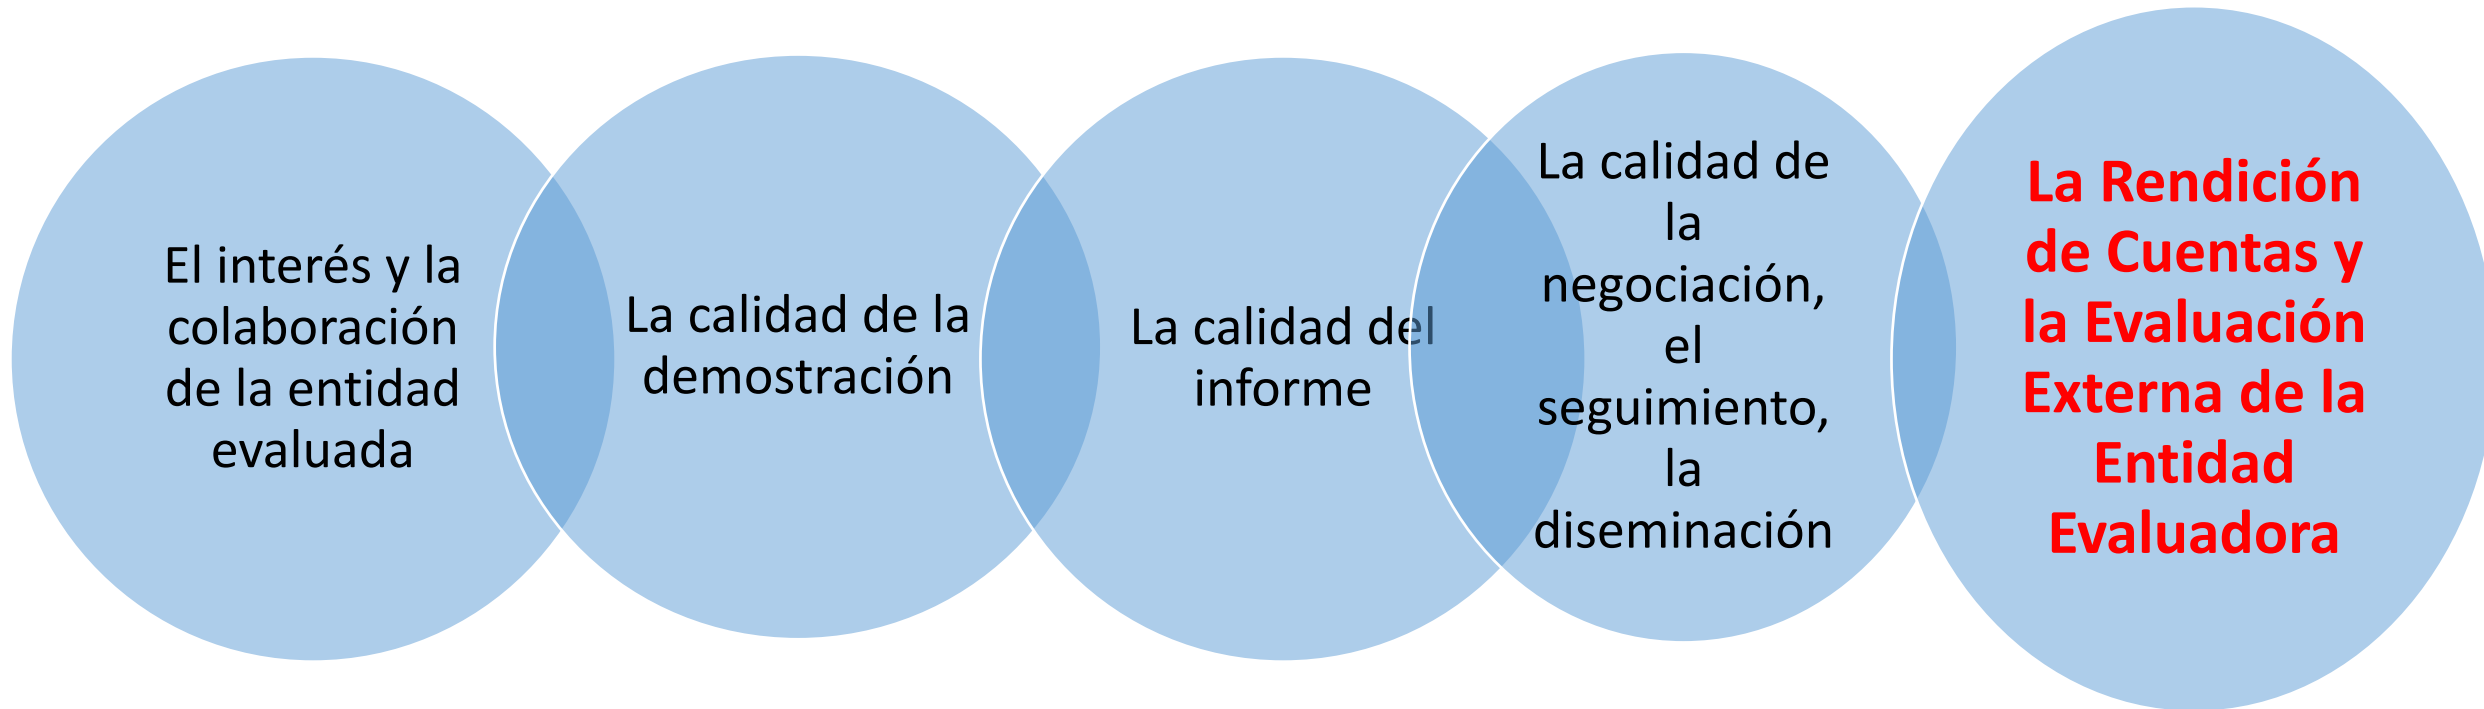 El interés y la
colaboración
de la entidad
evaluada
La calidad de la
demostración
La calidad del
informe
La calidad de
la
negociación,
el
seguimiento,
la
diseminación
La Rendición
de Cuentas y
la Evaluación
Externa de la
Entidad
Evaluadora